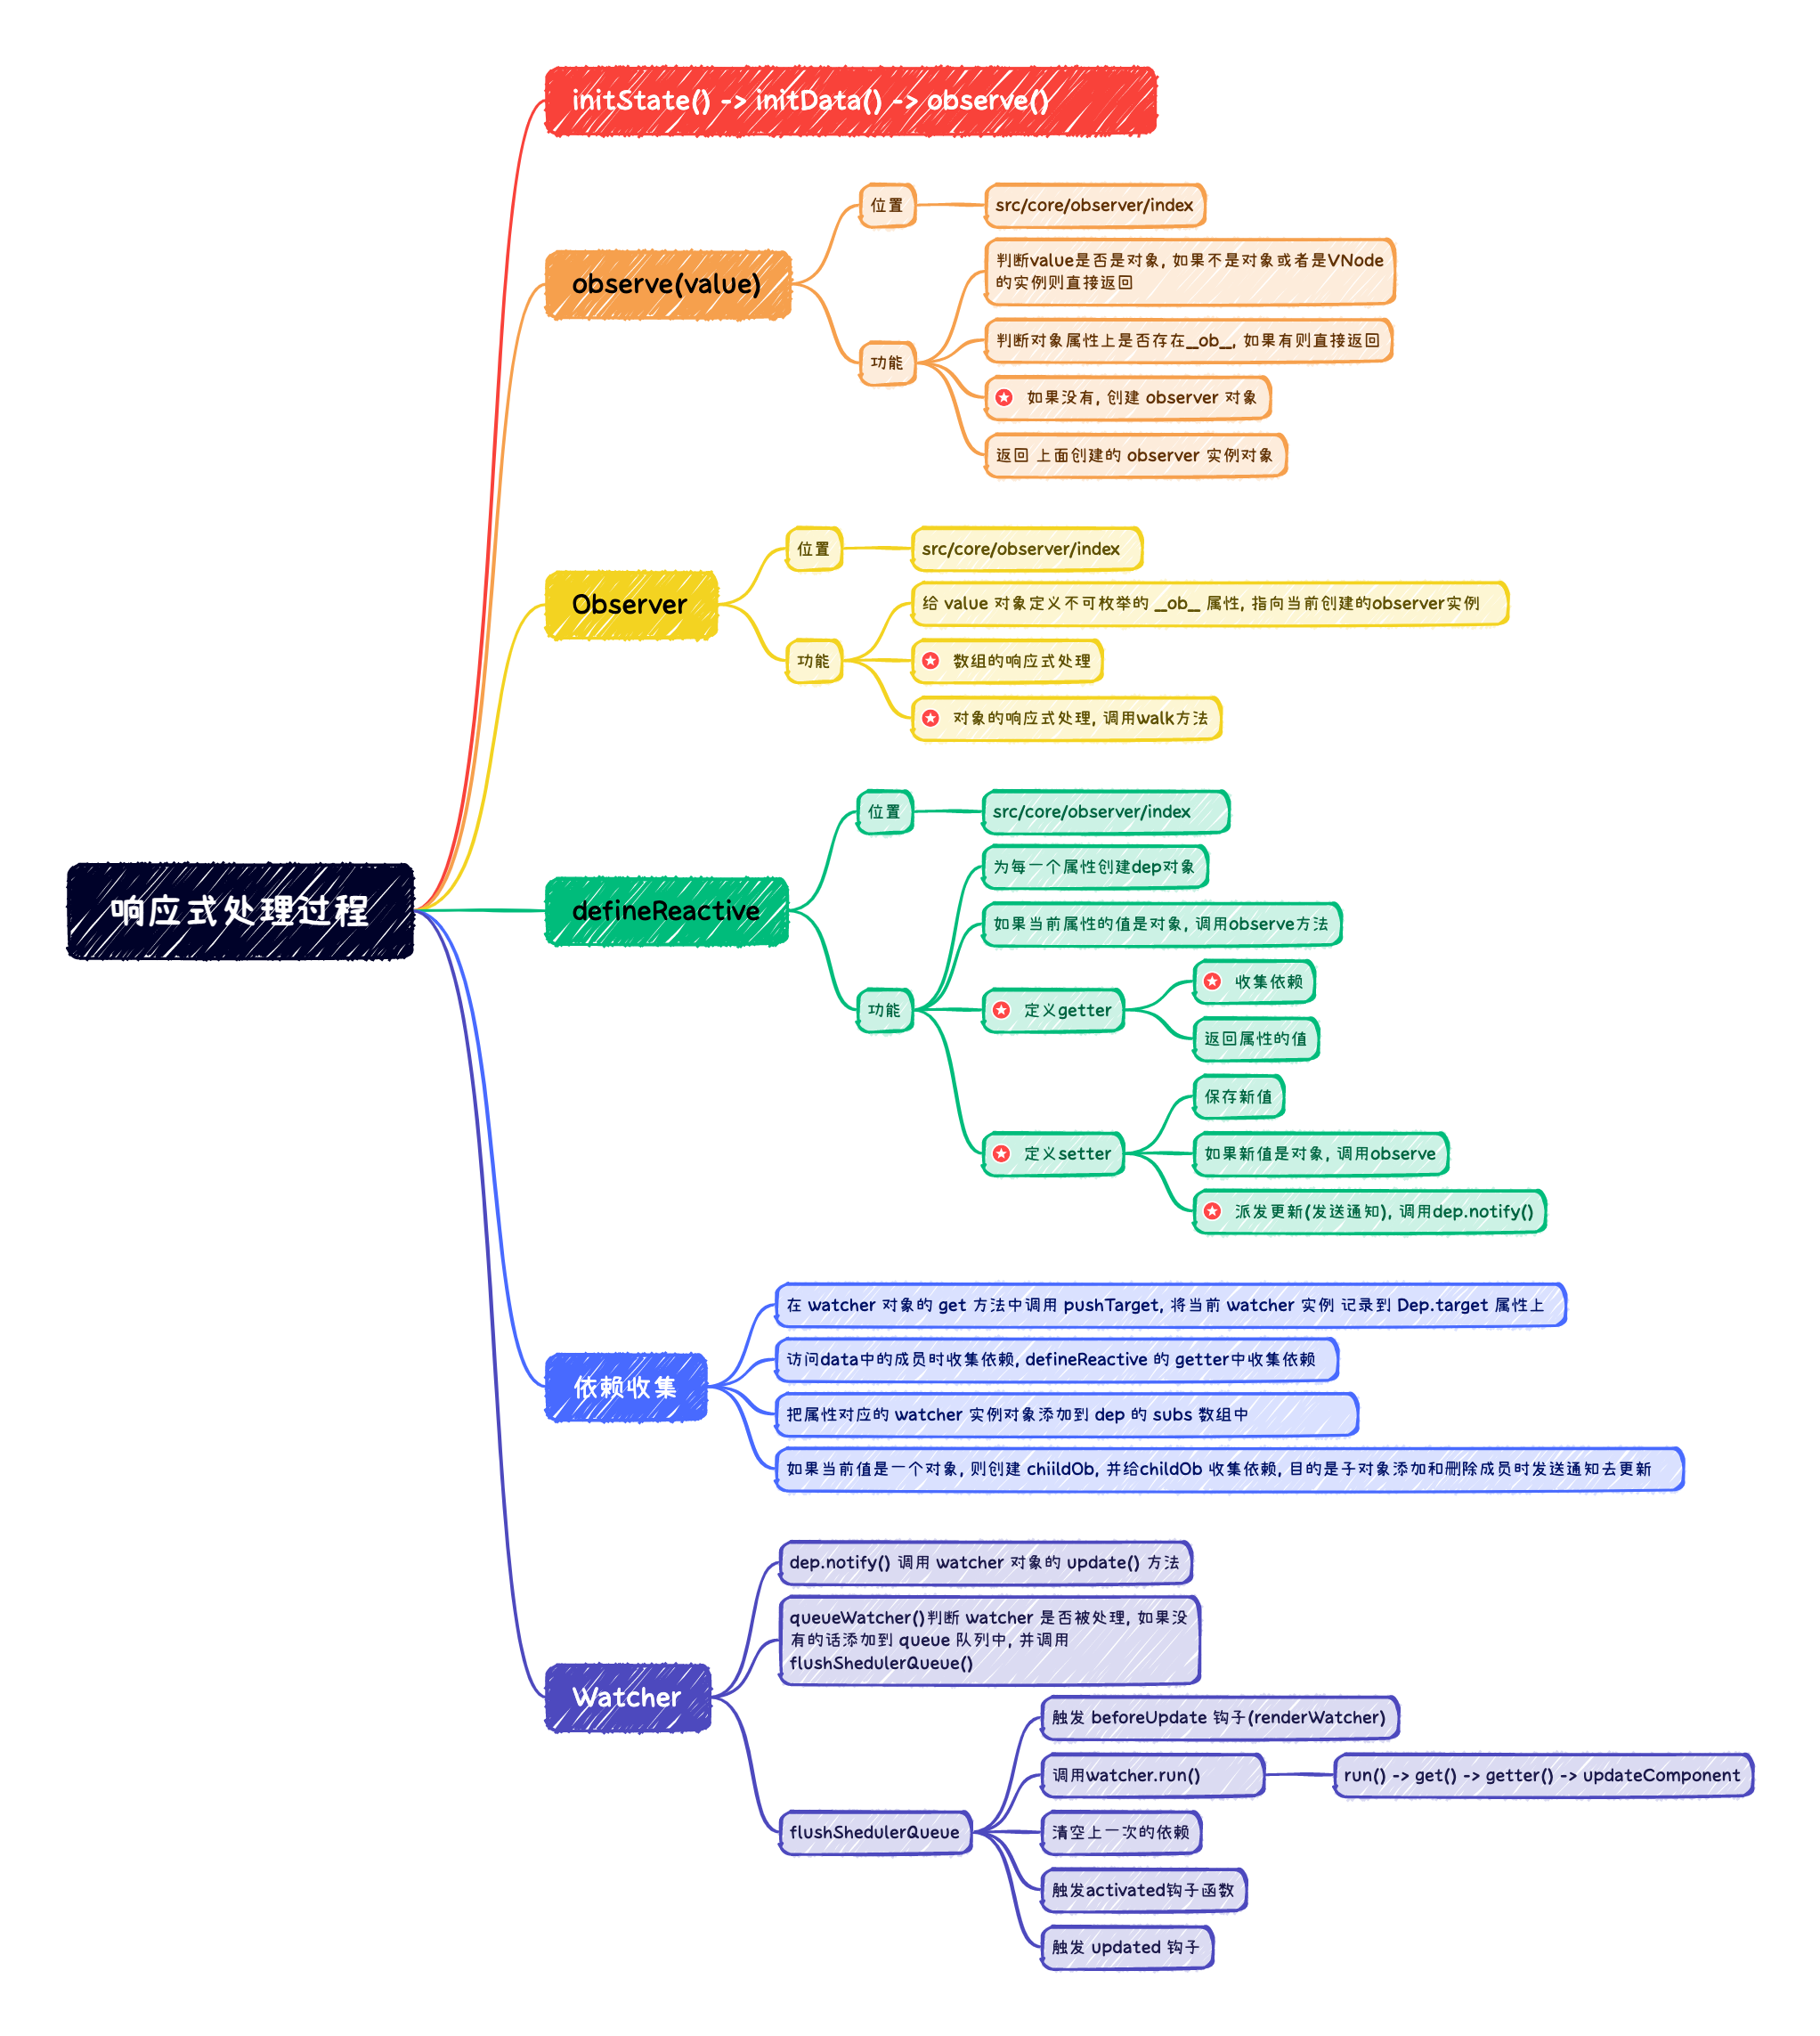 initState() -> initData() -> observe()
位置
src/core/observer/index
observe(value)
功能
判断value是否是对象, 如果不是对象或者是VNode
的实例则直接返回
判断对象属性上是否存在__ob__, 如果有则直接返回
如果没有, 创建 observer 对象
返回 上面创建的 observer 实例对象
Observer
位置
src/core/observer/index
功能
给 value 对象定义不可枚举的 __ob__ 属性, 指向当前创建的observer实例
数组的响应式处理
对象的响应式处理, 调用walk方法
响应式处理过程
defineReactive
位置
src/core/observer/index
功能
为每一个属性创建dep对象
如果当前属性的值是对象, 调用observe方法
定义getter
收集依赖
返回属性的值
定义setter
保存新值
如果新值是对象, 调用observe
派发更新(发送通知), 调用dep.notify()
依赖收集
在 watcher 对象的 get 方法中调用 pushTarget, 将当前 watcher 实例 记录到 Dep.target 属性上
访问data中的成员时收集依赖, defineReactive 的 getter中收集依赖
把属性对应的 watcher 实例对象添加到 dep 的 subs 数组中
如果当前值是一个对象, 则创建 chiildOb, 并给childOb 收集依赖, 目的是子对象添加和删除成员时发送通知去更新
Watcher
dep.notify() 调用 watcher 对象的 update() 方法
queueWatcher()判断 watcher 是否被处理, 如果没
有的话添加到 queue 队列中, 并调用
flushShedulerQueue()
flushShedulerQueue
触发 beforeUpdate 钩子(renderWatcher)
调用watcher.run()
run() -> get() -> getter() -> updateComponent
清空上一次的依赖
触发activated钩子函数
触发 updated 钩子